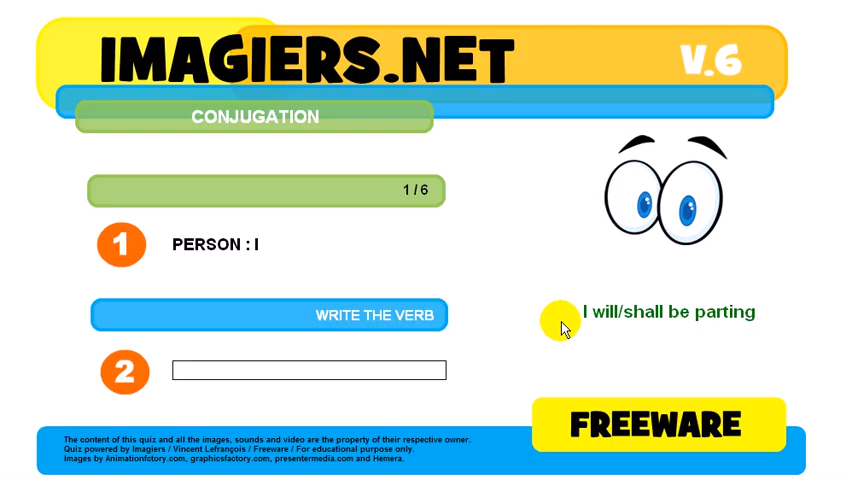 IMAGIERS.NET
V.6
CONJUGATION
1 / 6
1
PERSON : I
WRITE THE VERB
I will/shall be parting
2
FREEWARE
The content of this quiz and all the images, sounds and video are the property of their respective owner.
Quiz powered by Imagiers / Vincent Lefrançois / Freeware / For educational purpose only.
Images by Animationfctory.com, graphicsfactory.com, presentermedia.com and Hemera.